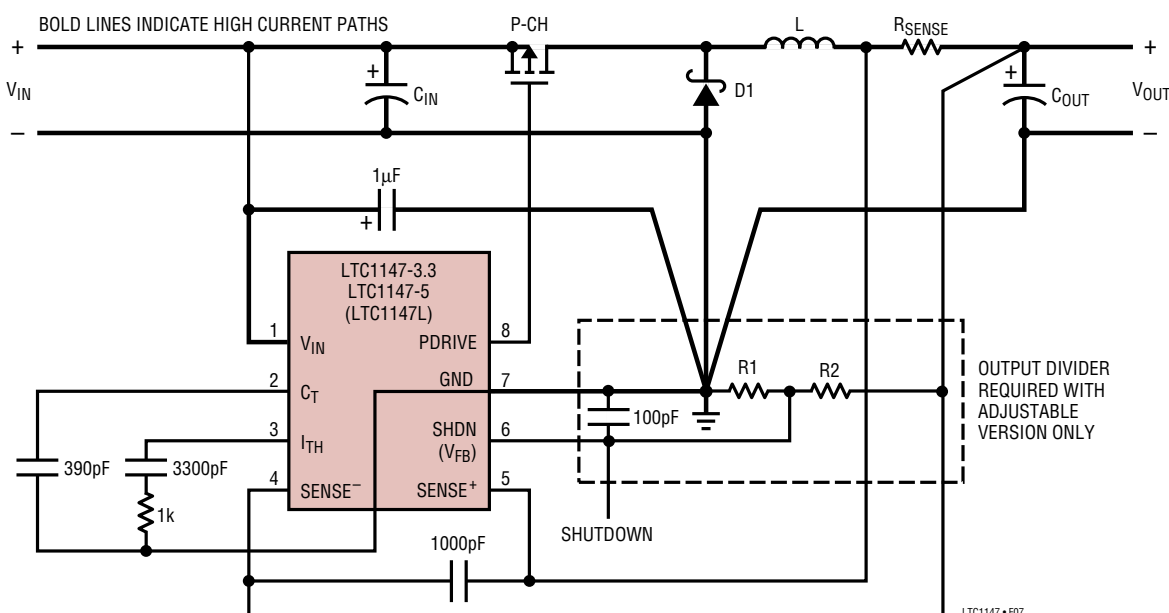 BOLD LINES INDICATE HIGH CURRENT PATHS
P-CH
L
RSENSE
+
VIN
−
+
CIN
D1
+
COUT
+
VOUT
−
1µF
+
LTC1147-3.3
LTC1147-5
(LTC1147L)
1
VIN
PDRIVE
8
2
CT
GND
7
3
ITH
SHDN
(VFB)
6
4
SENSE−
SENSE+
5
390pF
3300pF
1k
1000pF
100pF
R1
R2
SHUTDOWN
OUTPUT DIVIDER
REQUIRED WITH
ADJUSTABLE
VERSION ONLY
LTC1147 • F07